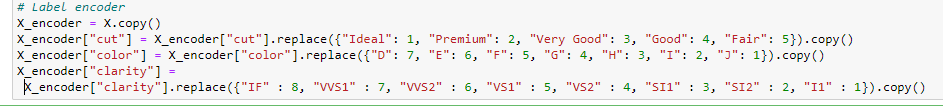 # Label encoder
X_encoder = X.copy()
X_encoder["cut"] = X_encoder["cut"].replace({"Ideal": 1, "Premium": 2, "Very Good": 3, "Good": 4, "Fair": 5}).copy()
X_encoder["color"] = X_encoder["color"].replace({"D": 7, "E": 6, "F": 5, "G": 4, "H": 3, "I": 2, "J": 1}).copy()
X_encoder["clarity"] =
X_encoder["clarity"].replace({"IF" : 8, "VVS1" : 7, "VVS2" : 6, "VS1" : 5, "VS2" : 4, "SI1" : 3, "SI2" : 2, "I1" : 1}).copy()